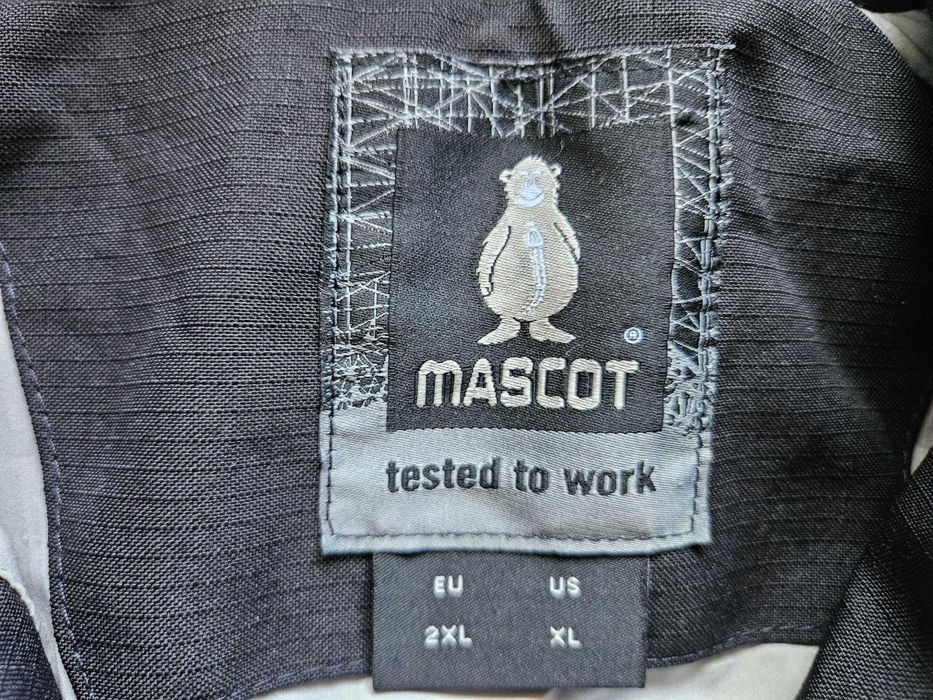 ®
MASCOT
tested to work
EU US
2XL XL